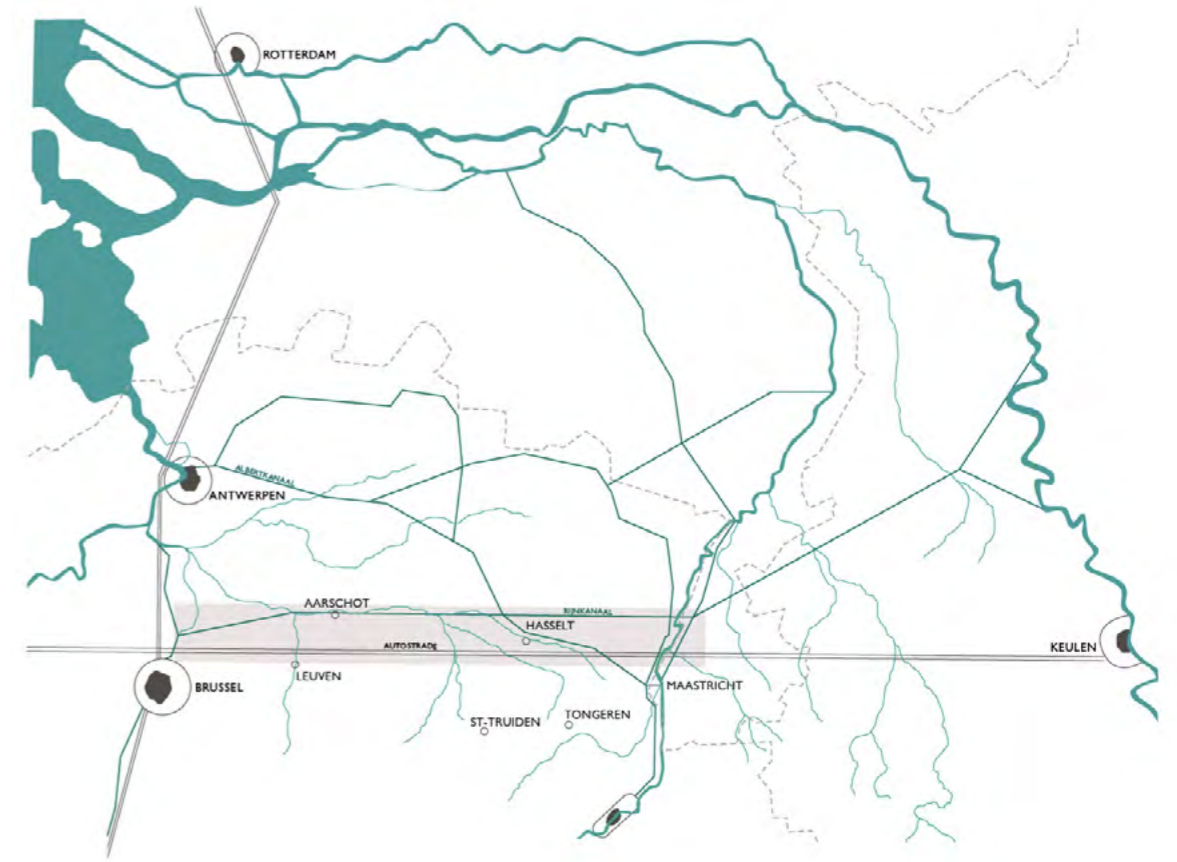 ROTTERDAM
ALBERTKANAAL
ANTWERPEN
AARSCHOT
RIJNKANAAL
HASSELT
AUTOSTRADE
KEULEN
LEUVEN
BRUSSEL
MAASTRICHT
ST-TRUIDEN
TONGEREN